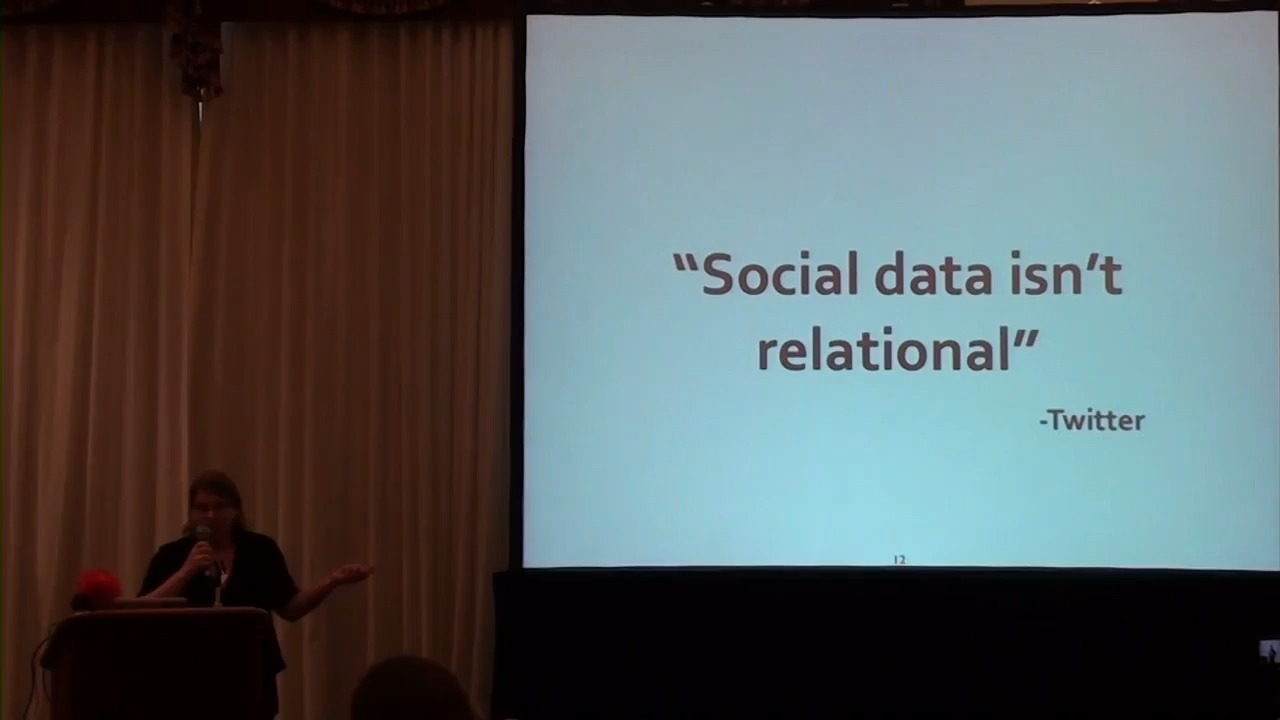 “Social data isn’t
relational”
-Twitter
12